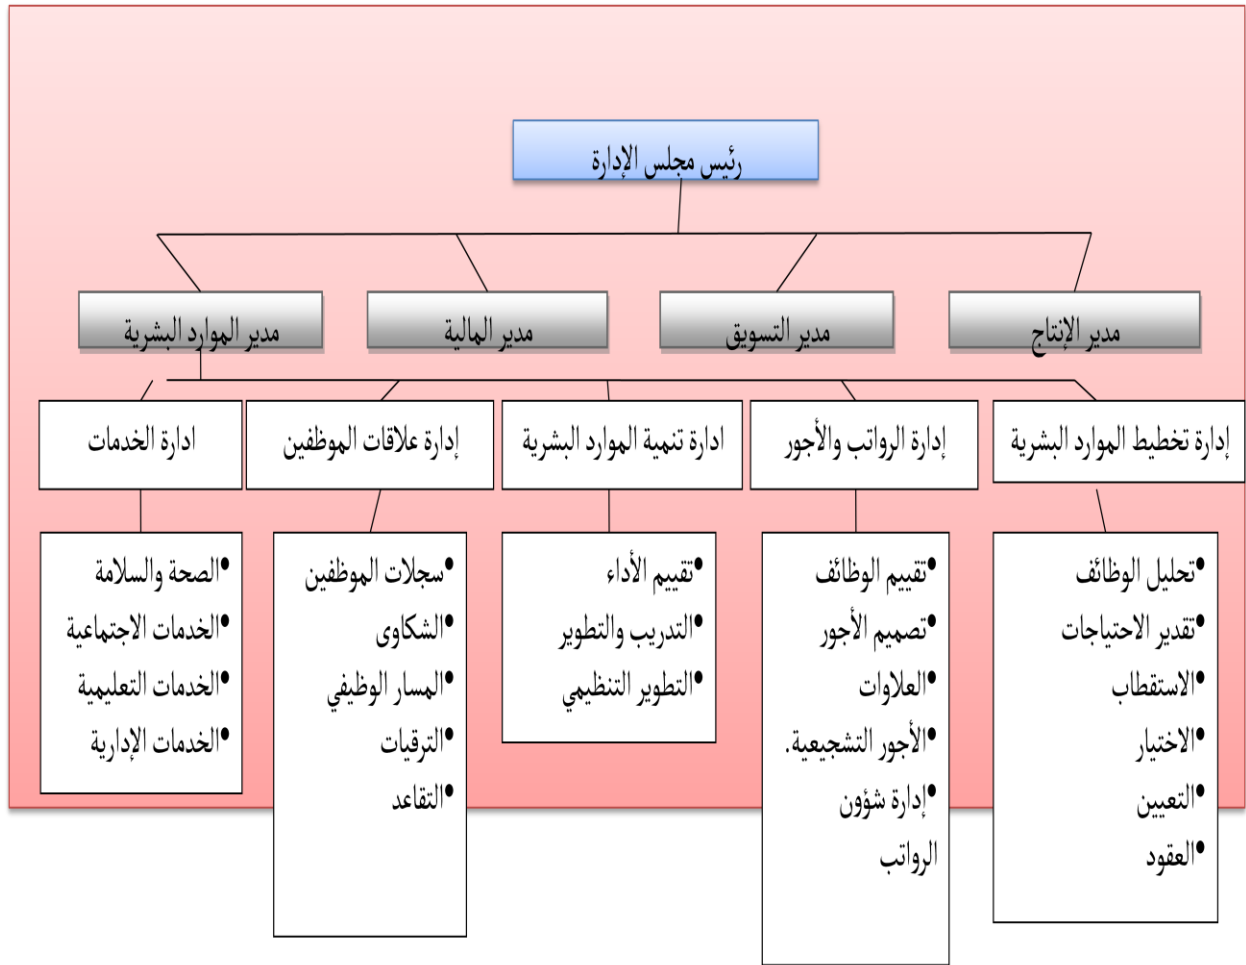 رئيس مجلس الإدارة
مدير الإنتاج
مدير التسويق
مدير المالية
مدير الموارد البشرية
إدارة تخطيط الموارد البشرية
إدارة الرواتب والأجور
ادارة تنمية الموارد البشرية
إدارة علاقات الموظفين
ادارة الخدمات
•تحليل الوظائف
•تقدير الاحتياجات
•الاستقطاب
•الاختيار
•التعيين
•العقود
•تقييم الوظائف
•تصميم الأجور
•العلاوات
•الأجور التشجيعية.
•إدارة شؤون
الرواتب
•تقييم الأداء
•التدريب والتطوير
•التطوير التنظيمي
•سجلات الموظفين
•الشكاوى
•المسار الوظيفي
•الترقيات
•التقاعد
•الصحة والسلامة
•الخدمات الاجتماعية
•الخدمات التعليمية
•الخدمات الإدارية